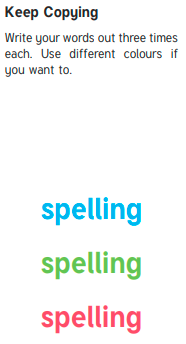 Keep Copying
Write your words out three times
each. Use different colours if
you want to.
spelling
spelling
spelling